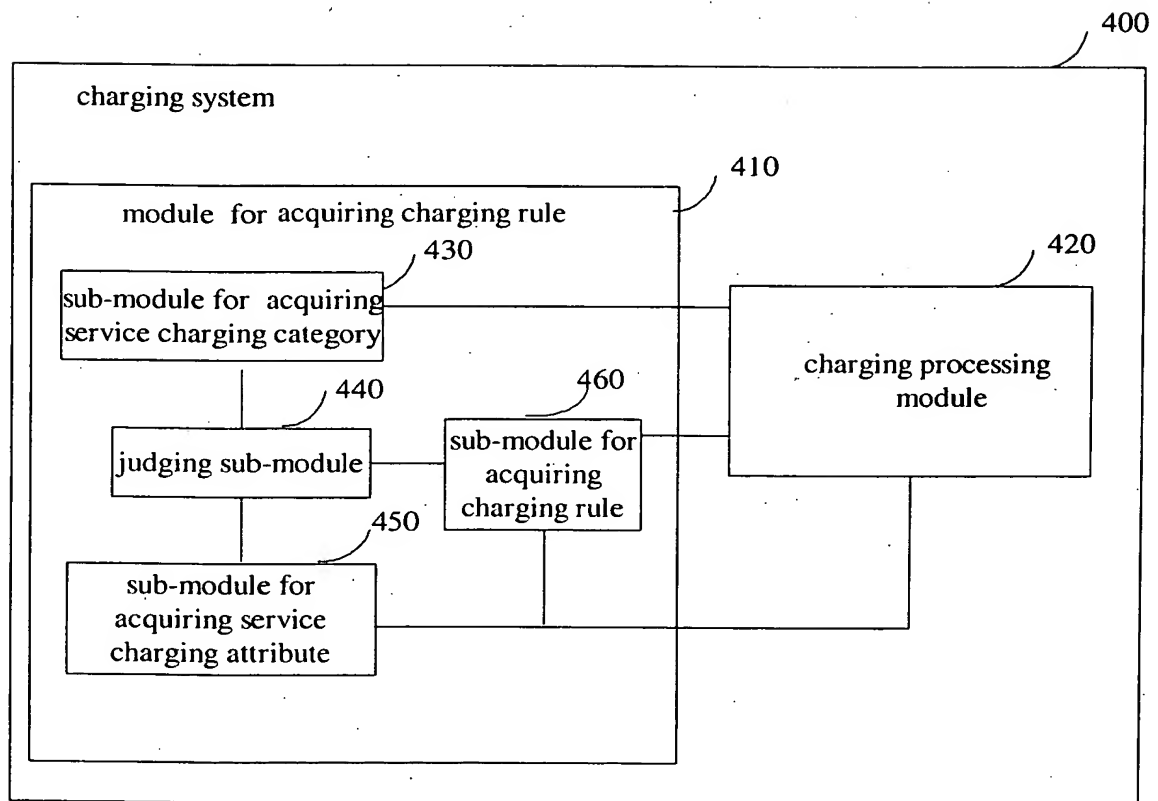 400
charging system
410
module for acquiring charging rule
430
420
sub-module for acquiring
service charging category
charging processing
module
440
460
judging sub-module
sub-module for
acquiring
charging rule
450
sub-module for
acquiring service
charging attribute